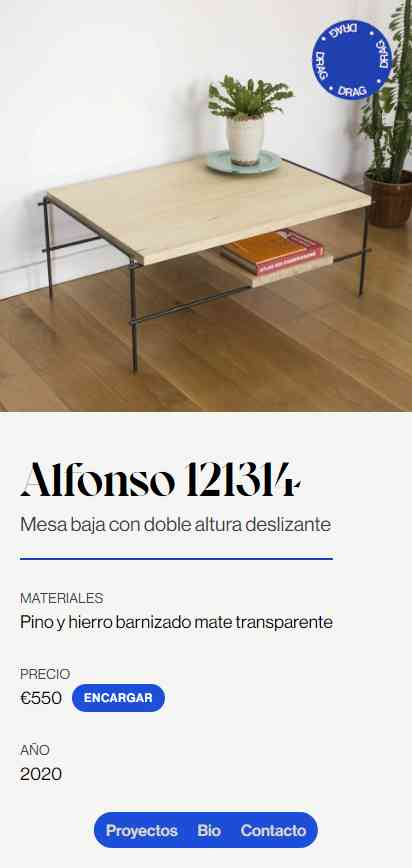 DRAG • DRAG • DRAG • DRAG •
Alfonso 121314
Mesa baja con doble altura deslizante
MATERIALES
Pino y hierro barnizado mate transparente
PRECIO
€550 ENCARGAR
AÑO
2020
Proyectos Bio Contacto